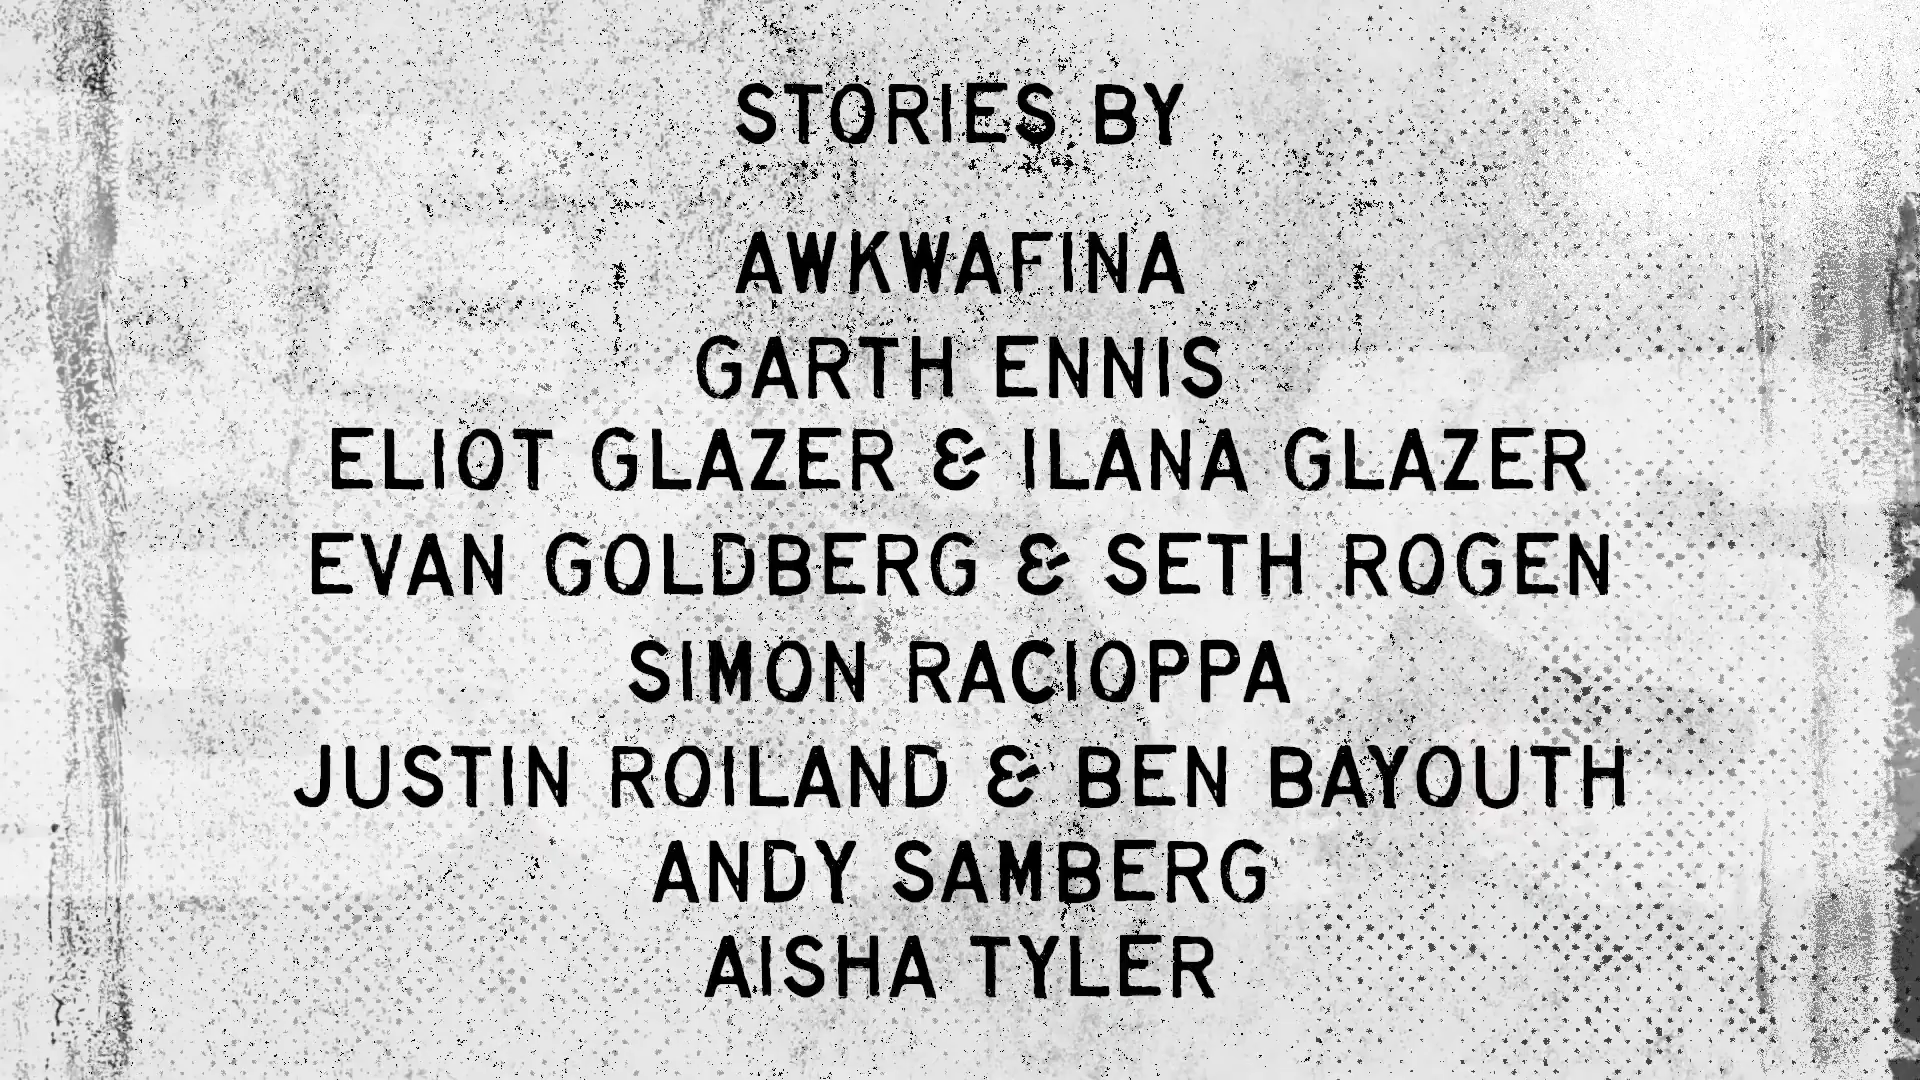 STORIES BY
AWKWAFINA
GARTH ENNIS
ELIOT GLAZER & ILANA GLAZER
EVAN GOLDBERG & SETH ROGEN
SIMON RACIOPPA
JUSTIN ROILAND & BEN BAYOUTH
ANDY SAMBERG
AISHA TYLER